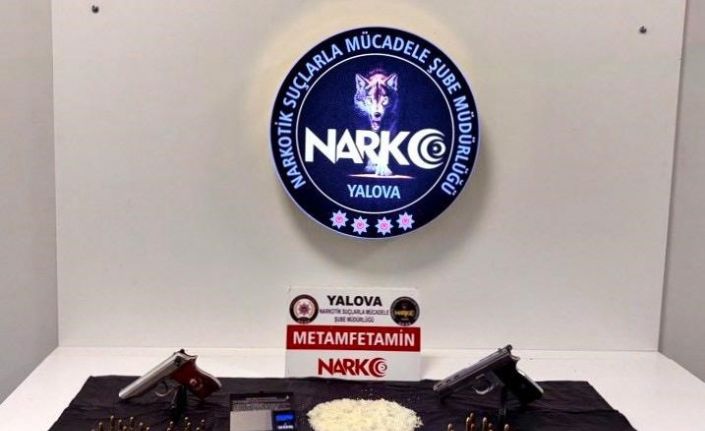 NARKOTİK SUÇLARLA MÜCADELE ŞUBE MÜDÜRLÜĞÜ
NARKO
YALOVA
YALOVA
NARKOTİK SUÇLARLA MÜCADELE
ŞUBE MÜDÜRLÜĞÜ
METAMFETAMİN
NARKO